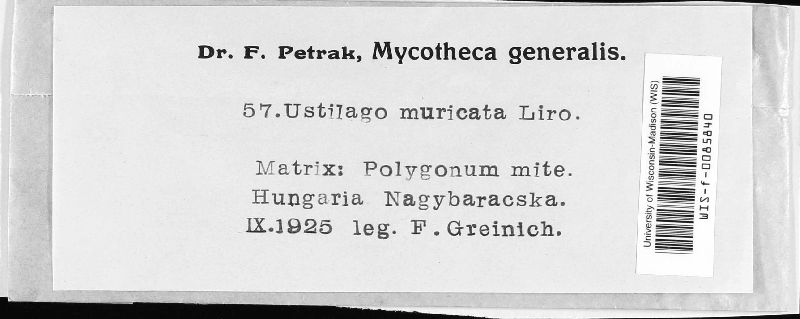 Dr. F. Petrak, Mycotheca generalis.
57.Ustilago muricata Liro.
Matrix: Polygonum mite.
Hungaria Nagybaracska.
IX.1925 leg. F.Greinich.
University of Wisconsin-Madison (WIS)
WIS-f-0085840